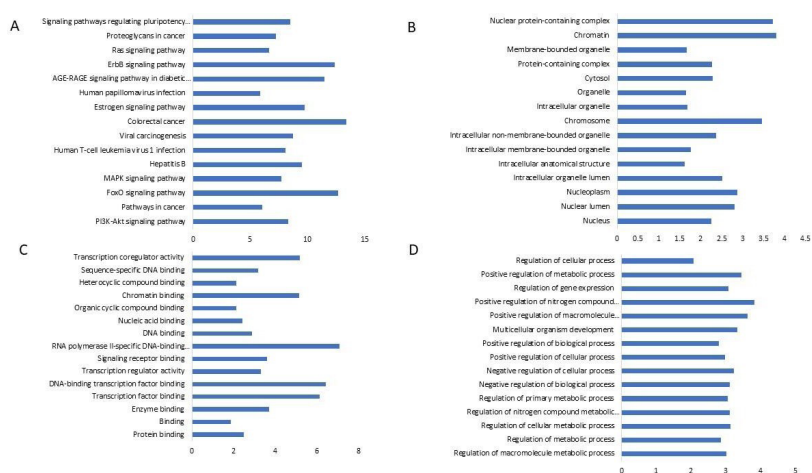 A
Signaling pathways regulating pluripotency...
Proteoglycans in cancer
Ras signaling pathway
ErbB signaling pathway
AGE-RAGE signaling pathway in diabetic...
Human papillomavirus infection
Estrogen signaling pathway
Colorectal cancer
Viral carcinogenesis
Human T-cell leukemia virus 1 infection
Hepatitis B
MAPK signaling pathway
FoxO signaling pathway
Pathways in cancer
PI3K-Akt signaling pathway
0 5 10 15
B
Nuclear protein-containing complex
Chromatin
Membrane-bounded organelle
Protein-containing complex
Cytosol
Organelle
Intracellular organelle
Chromosome
Intracellular non-membrane-bounded organelle
Intracellular membrane-bounded organelle
Intracellular anatomical structure
Intracellular organelle lumen
Nucleoplasm
Nuclear lumen
Nucleus
0 0.5 1 1.5 2 2.5 3 3.5 4 4.5
C
Transcription coregulator activity
Sequence-specific DNA binding
Heterocyclic compound binding
Chromatin binding
Organic cyclic compound binding
Nucleic acid binding
DNA binding
RNA polymerase II-specific DNA-binding...
Signaling receptor binding
Transcription regulator activity
DNA-binding transcription factor binding
Transcription factor binding
Enzyme binding
Binding
Protein binding
0 2 4 6 8
D
Regulation of cellular process
Positive regulation of metabolic process
Regulation of gene expression
Positive regulation of nitrogen compound...
Positive regulation of macromolecule...
Multicellular organism development
Positive regulation of biological process
Positive regulation of cellular process
Negative regulation of cellular process
Negative regulation of biological process
Regulation of primary metabolic process
Regulation of nitrogen compound metabolic...
Regulation of cellular metabolic process
Regulation of metabolic process
Regulation of macromolecule metabolic process
0 1 2 3 4 5